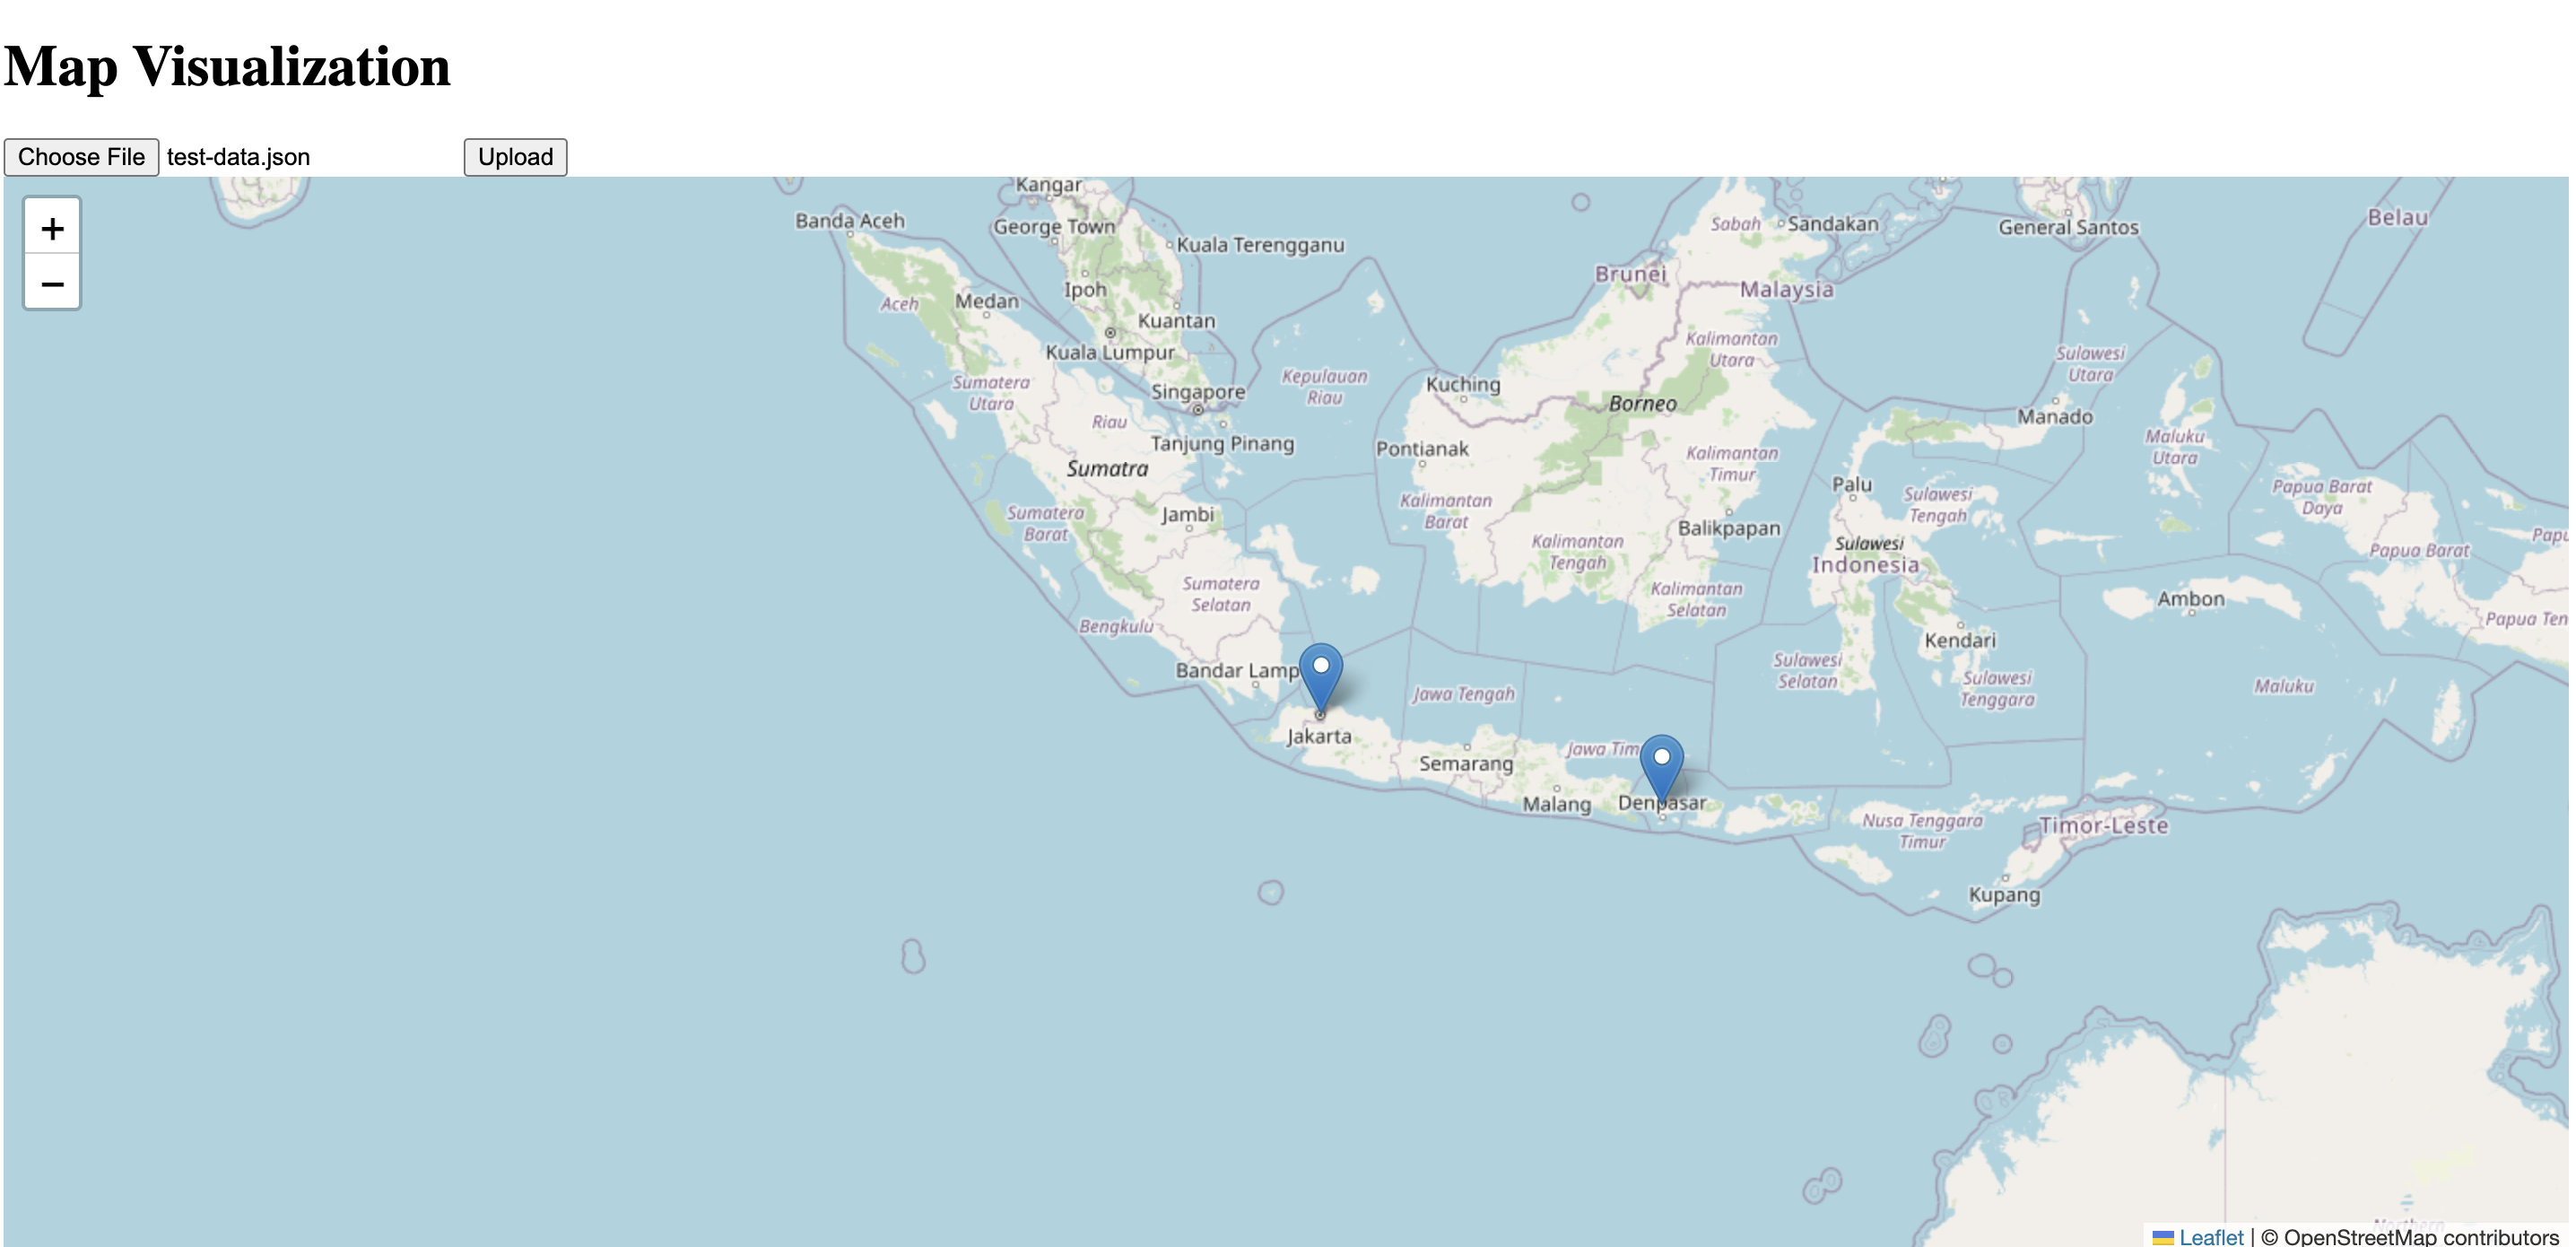 Map Visualization
Choose File test-data.json Upload
+
−
Kangar
Banda Aceh
George Town
Kuala Terengganu
Sabah
Sandakan
General Santos
Belau
Brunei
Malaysia
Aceh
Medan
Ipoh
Kuantan
Kuala Lumpur
Kalimantan
Utara
Sulawesi
Utara
Sumatera
Utara
Singapore
Kepulauan
Riau
Kuching
Borneo
Manado
Riau
Tanjung Pinang
Pontianak
Kalimantan
Timur
Maluku
Utara
Sumatra
Palu
Sulawesi
Tengah
Papua Barat
Daya
Sumatera
Barat
Jambi
Kalimantan
Barat
Balikpapan
Kalimantan
Tengah
Sulawesi
Indonesia
Papua Barat
Papu
Sumatera
Selatan
Kalimantan
Selatan
Ambon
Bengkulu
Kendari
Papua Ten
Bandar Lamp
Sulawesi
Selatan
Sulawesi
Tenggara
Maluku
Jawa Tengah
Jakarta
Semarang
Jawa Tim
Malang
Denpasar
Nusa Tenggara
Timur
Timor-Leste
Kupang
Northern
Leaflet | © OpenStreetMap contributors